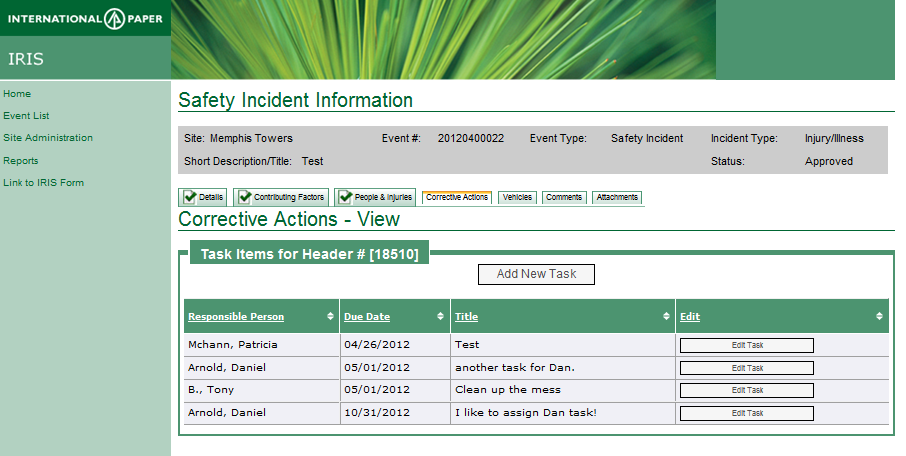 INTERNATIONAL PAPER
IRIS
Home
Event List
Site Administration
Reports
Link to IRIS Form
Safety Incident Information
Site: Memphis Towers Event #: 20120400022 Event Type: Safety Incident Incident Type: Injury/Illness
Short Description/Title: Test Status: Approved
Details Contributing Factors People & Injuries Corrective Actions Vehicles Comments Attachments
Corrective Actions - View
Task Items for Header # [18510]
Add New Task
Responsible Person Due Date Title Edit
Mchann, Patricia 04/26/2012 Test Edit Task
Arnold, Daniel 05/01/2012 another task for Dan. Edit Task
B., Tony 05/01/2012 Clean up the mess Edit Task
Arnold, Daniel 10/31/2012 I like to assign Dan task! Edit Task